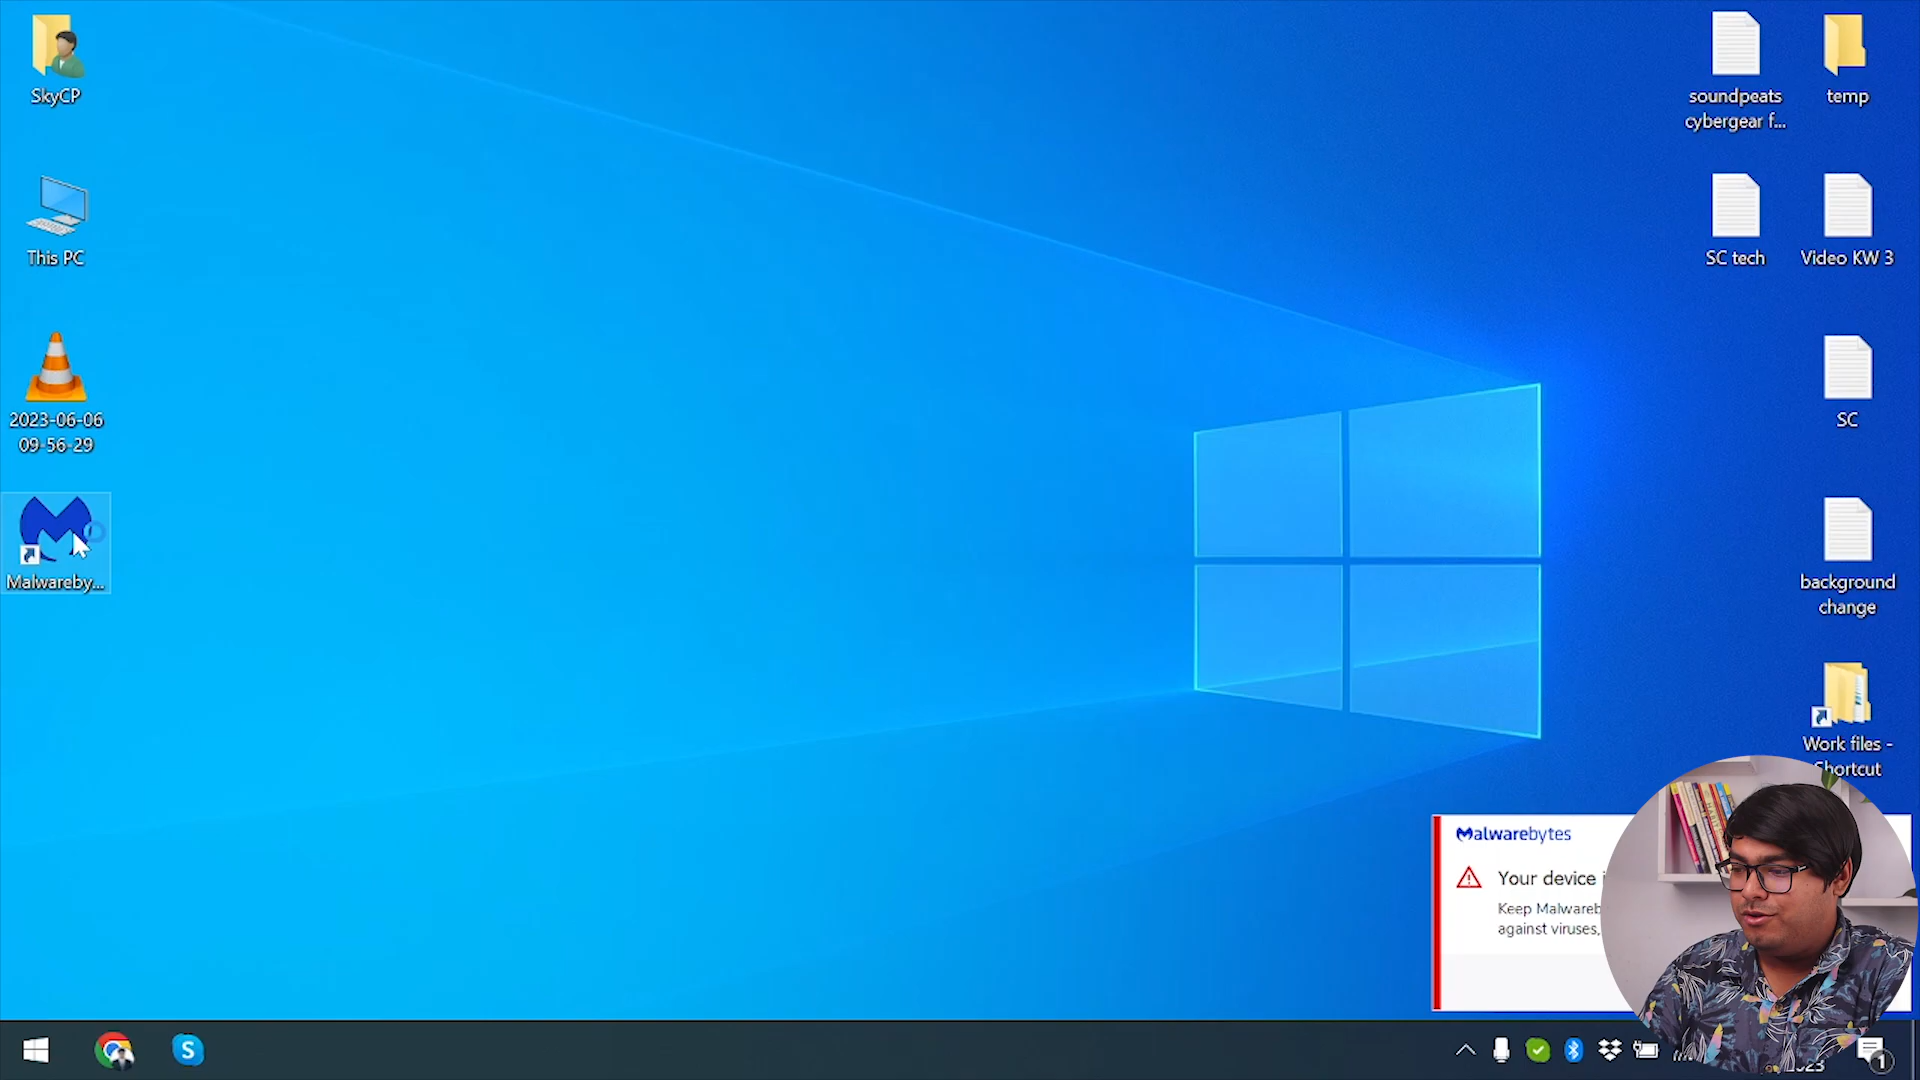 SkyCP
This PC
2023-06-06
09-56-29
Malwareby...
soundpeats
cybergear f...
temp
SC tech
Video KW 3
SC
background
change
Work files -
Shortcut
Malwarebytes
Your device
Keep Malwareb
against viruses,
S
1